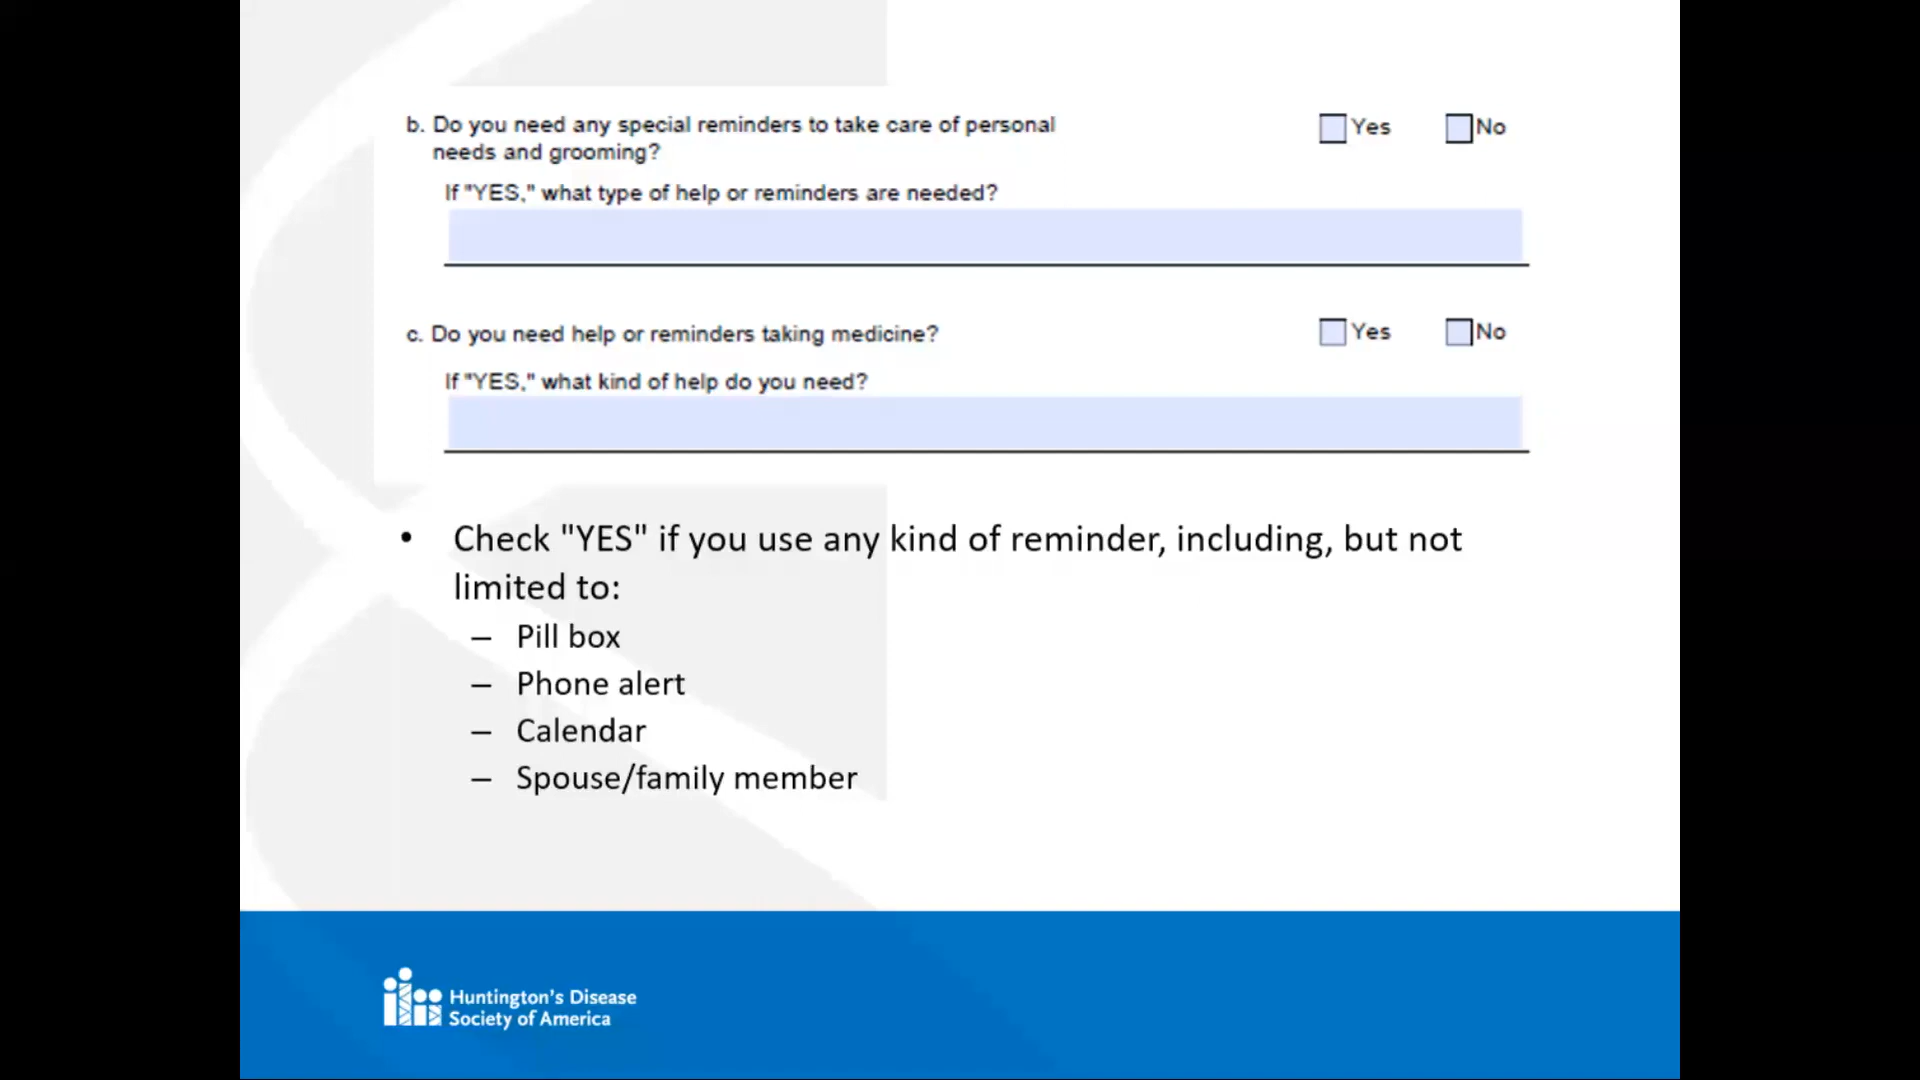 b. Do you need any special reminders to take care of personal needs and grooming?
Yes No
If "YES," what type of help or reminders are needed?
c. Do you need help or reminders taking medicine?
Yes No
If "YES," what kind of help do you need?
• Check "YES" if you use any kind of reminder, including, but not
limited to:
– Pill box
– Phone alert
– Calendar
– Spouse/family member
Huntington's Disease
Society of America